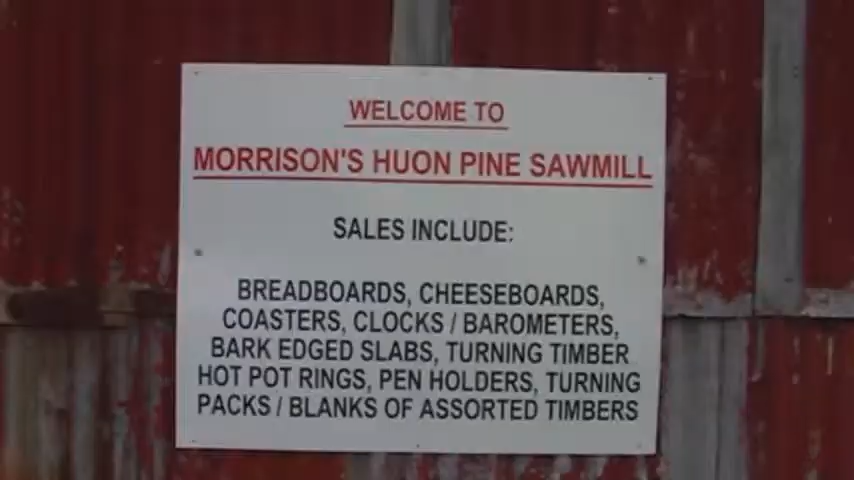 WELCOME TO
MORRISON'S HUON PINE SAWMILL
SALES INCLUDE:
BREADBOARDS, CHEESEBOARDS,
COASTERS, CLOCKS / BAROMETERS,
BARK EDGED SLABS, TURNING TIMBER
HOT POT RINGS, PEN HOLDERS, TURNING
PACKS / BLANKS OF ASSORTED TIMBERS